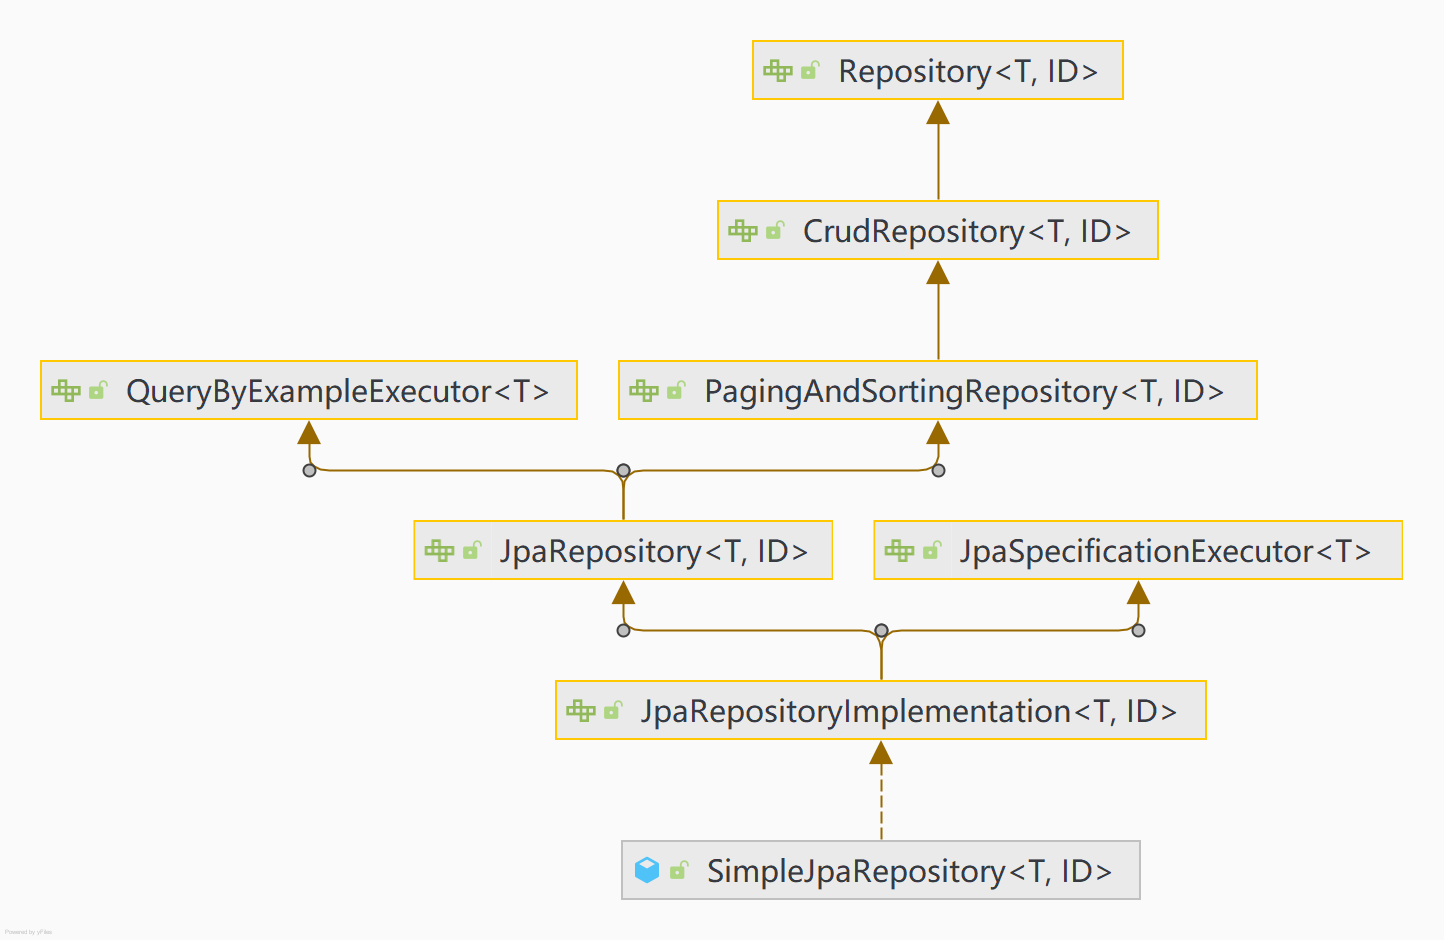 Repository<T, ID>
CrudRepository<T, ID>
QueryByExampleExecutor<T>
PagingAndSortingRepository<T, ID>
JpaRepository<T, ID>
JpaSpecificationExecutor<T>
JpaRepositoryImplementation<T, ID>
SimpleJpaRepository<T, ID>
Powered by yFiles